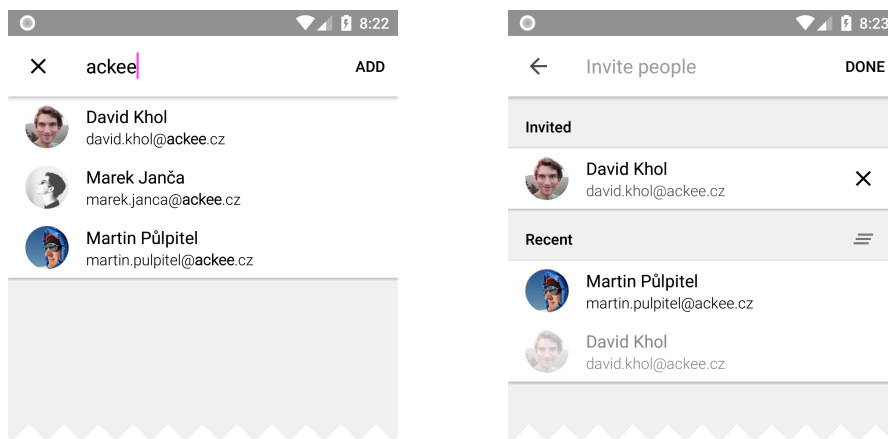 8:22
ackee ADD
David Khol
david.khol@ackee.cz
Marek Janča
marek.janca@ackee.cz
Martin Půlpitel
martin.pulpitel@ackee.cz
8:23
Invite people DONE
Invited
David Khol
david.khol@ackee.cz
Recent
Martin Půlpitel
martin.pulpitel@ackee.cz
David Khol
david.khol@ackee.cz